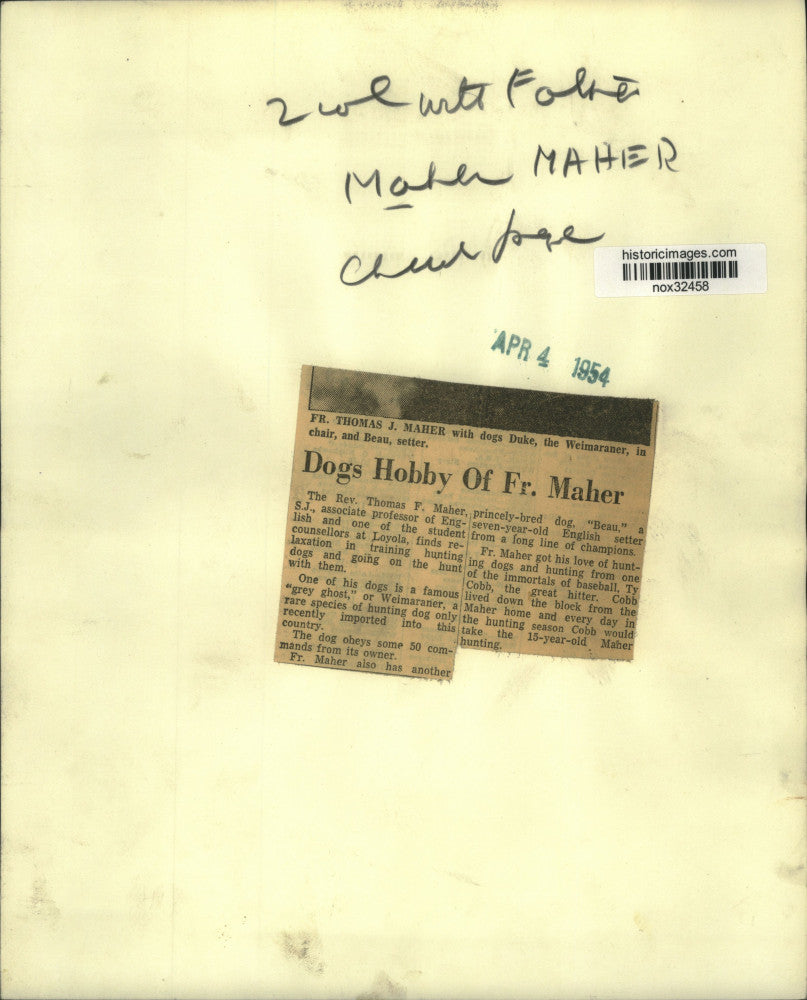 2 col with Father
Maher MAHER
Church page
historicimages.com
nox32458
APR 4 1954
FR. THOMAS J. MAHER with dogs Duke, the Weimaraner, in
chair, and Beau, setter.
Dogs Hobby Of Fr. Maher
The Rev. Thomas F. Maher,
S.J., associate professor of Eng-
lish and one of the student
counsellors at Loyola, finds re-
laxation in training hunting
dogs and going on the hunt
with them.
One of his dogs is a famous
"grey ghost," or Weimaraner, a
rare species of hunting dog only
recently imported into this
country.
The dog obeys some 50 com-
mands from its owner.
Fr. Maher also has another
princely-bred dog, "Beau," a
seven-year-old English setter
from a long line of champions.
Fr. Maher got his love of hunt-
ing dogs and hunting from one
of the immortals of baseball, Ty
Cobb, the great hitter. Cobb
lived down the block from the
Maher home and every day in
the hunting season Cobb would
take the 15-year-old Maher
hunting.